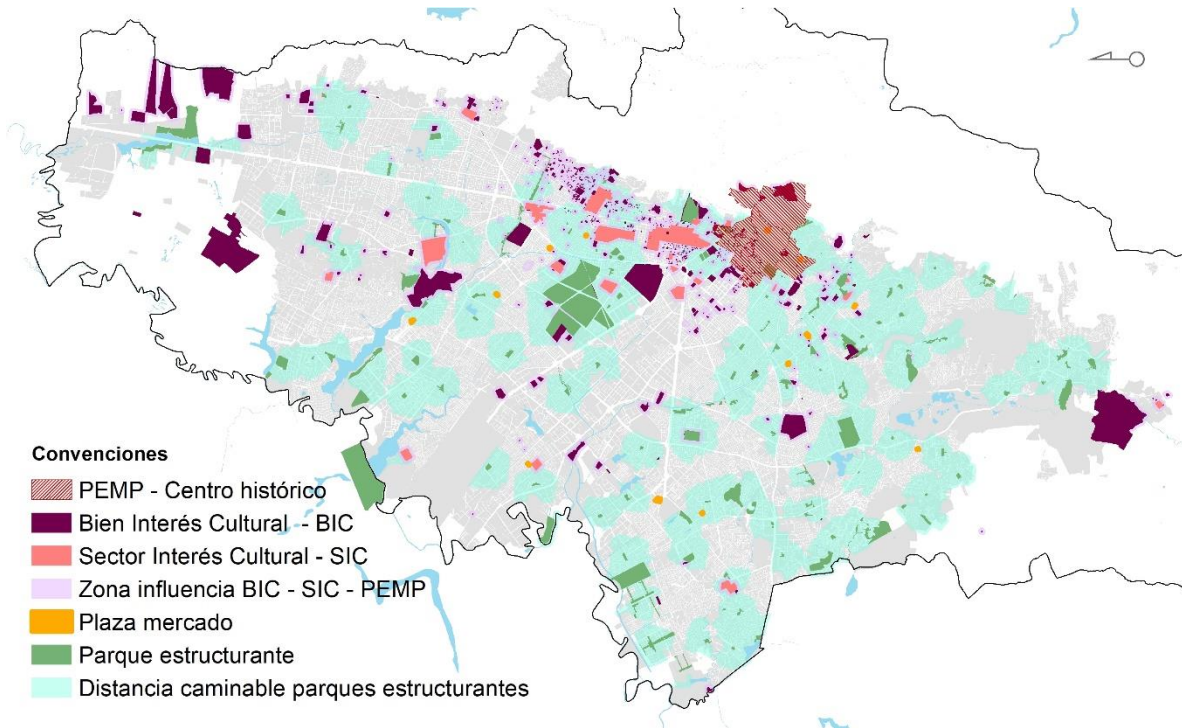 Convenciones
PEMP - Centro histórico
Bien Interés Cultural - BIC
Sector Interés Cultural - SIC
Zona influencia BIC - SIC - PEMP
Plaza mercado
Parque estructurante
Distancia caminable parques estructurantes